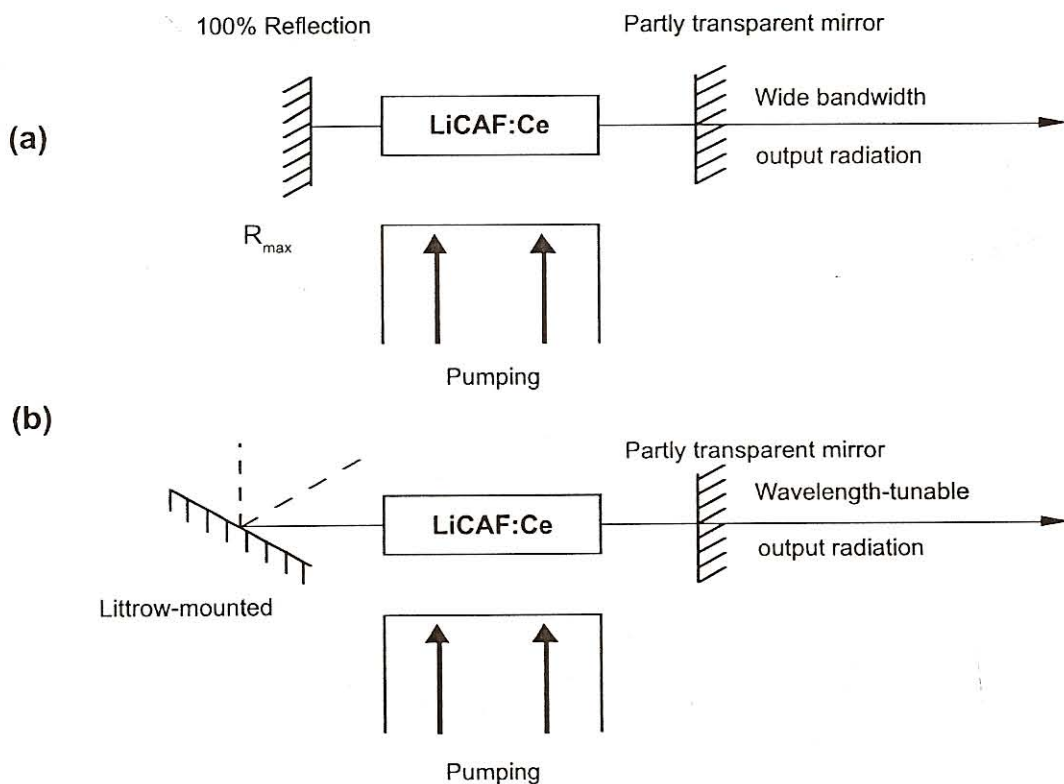 100% Reflection
Partly transparent mirror
(a)
LiCAF:Ce
Wide bandwidth
output radiation
Rmax
Pumping
(b)
Partly transparent mirror
LiCAF:Ce
Wavelength-tunable
output radiation
Littrow-mounted
Pumping